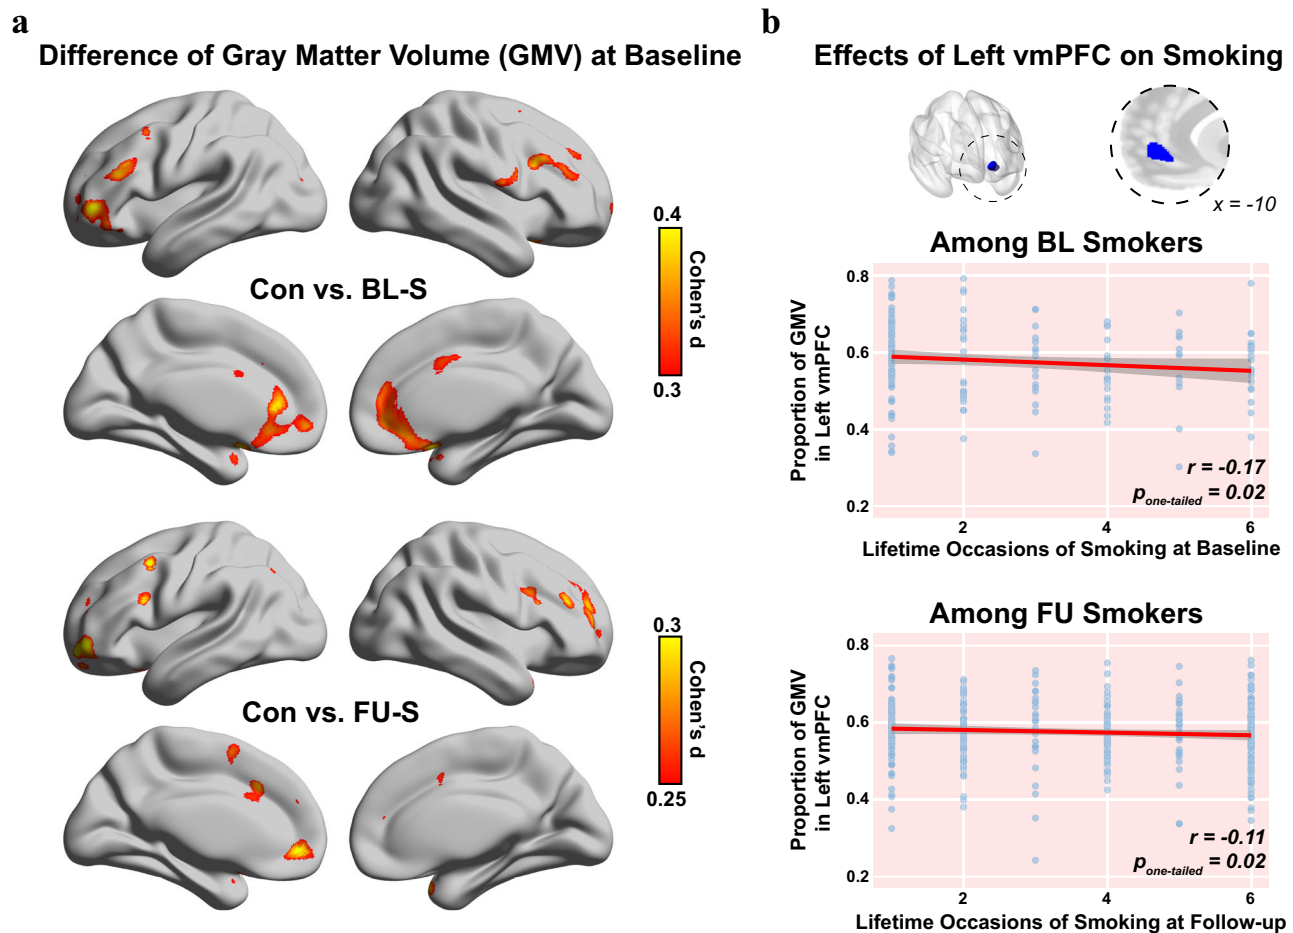 a
Difference of Gray Matter Volume (GMV) at Baseline
Con vs. BL-S
0.4
Cohen's d
0.3
Con vs. FU-S
0.3
Cohen's d
0.25
b
Effects of Left vmPFC on Smoking
x = -10
Among BL Smokers
Proportion of GMV
in Left vmPFC
0.8
0.6
0.4
0.2
r = -0.17
p one-tailed = 0.02
2 4 6
Lifetime Occasions of Smoking at Baseline
Among FU Smokers
Proportion of GMV
in Left vmPFC
0.8
0.6
0.4
0.2
r = -0.11
p one-tailed = 0.02
2 4 6
Lifetime Occasions of Smoking at Follow-up